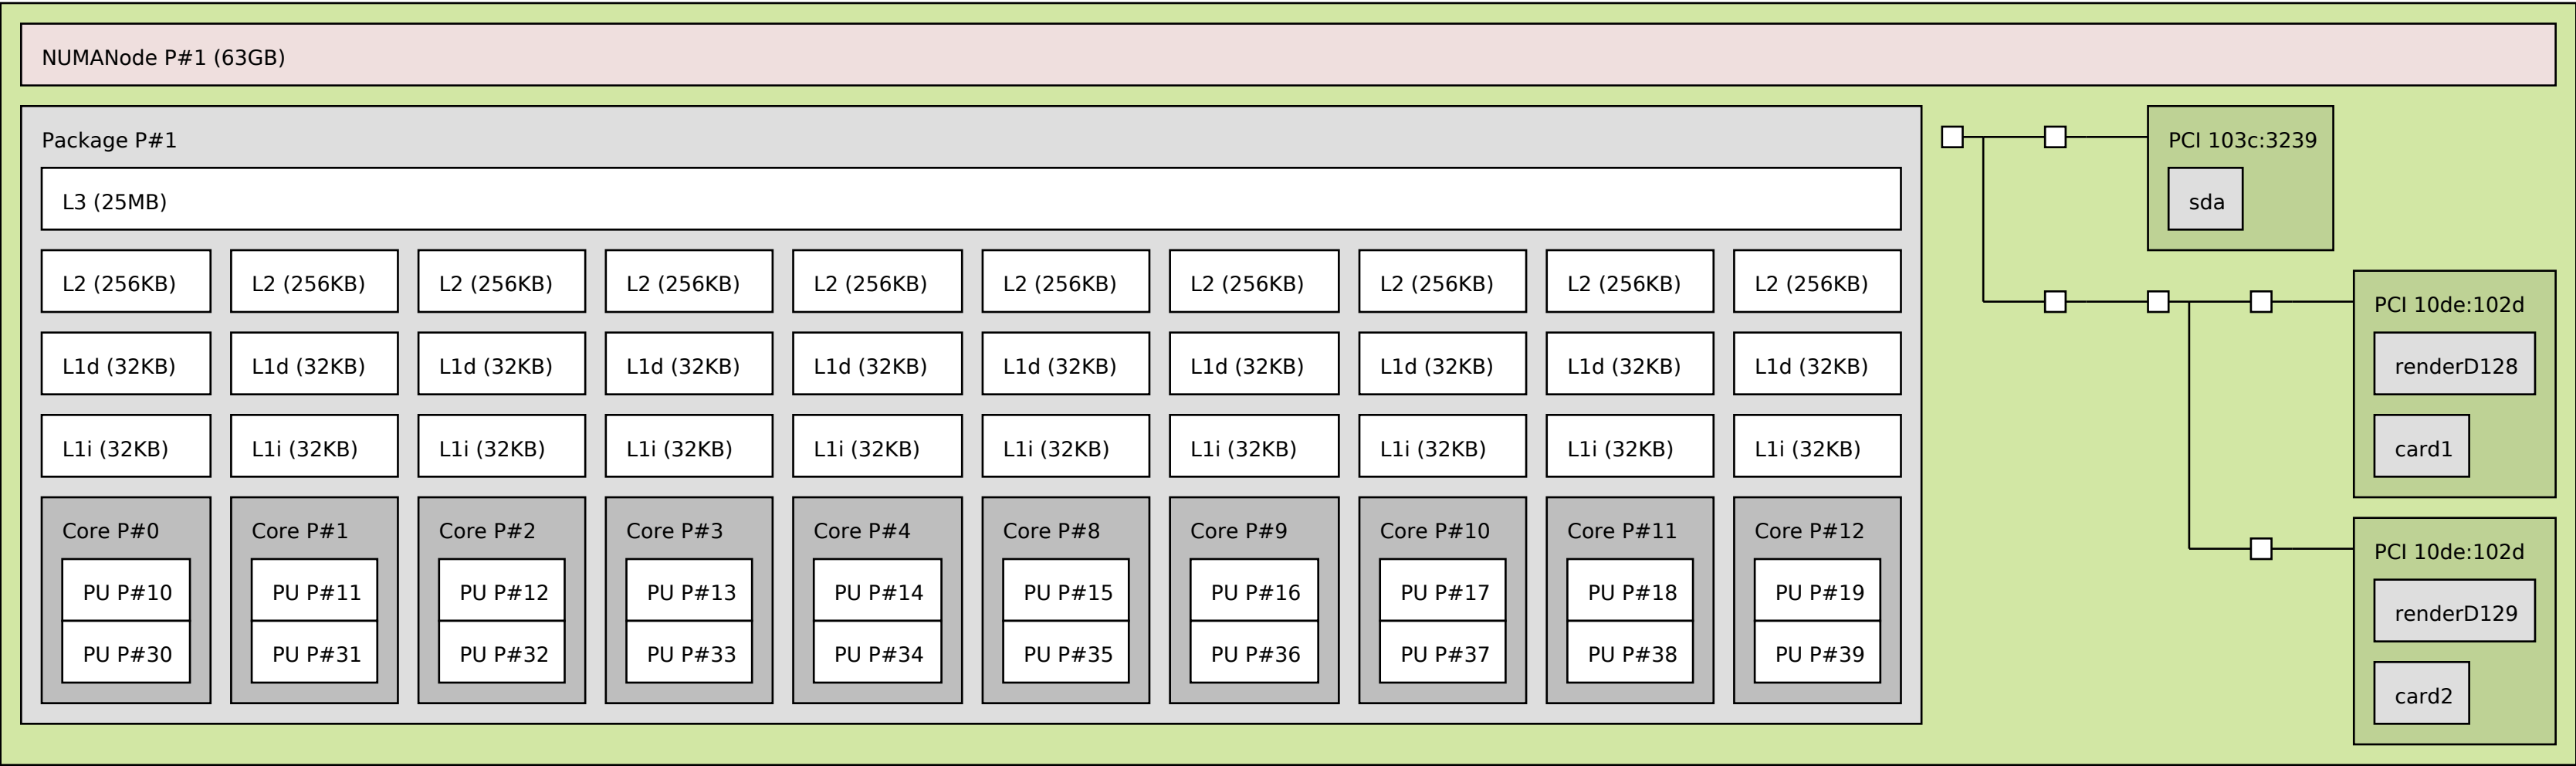 NUMANode P#1 (63GB)
Package P#1
L3 (25MB)
L2 (256KB) L2 (256KB) L2 (256KB) L2 (256KB) L2 (256KB) L2 (256KB) L2 (256KB) L2 (256KB) L2 (256KB) L2 (256KB)
L1d (32KB) L1d (32KB) L1d (32KB) L1d (32KB) L1d (32KB) L1d (32KB) L1d (32KB) L1d (32KB) L1d (32KB) L1d (32KB)
L1i (32KB) L1i (32KB) L1i (32KB) L1i (32KB) L1i (32KB) L1i (32KB) L1i (32KB) L1i (32KB) L1i (32KB) L1i (32KB)
Core P#0 Core P#1 Core P#2 Core P#3 Core P#4 Core P#8 Core P#9 Core P#10 Core P#11 Core P#12
PU P#10 PU P#11 PU P#12 PU P#13 PU P#14 PU P#15 PU P#16 PU P#17 PU P#18 PU P#19
PU P#30 PU P#31 PU P#32 PU P#33 PU P#34 PU P#35 PU P#36 PU P#37 PU P#38 PU P#39
PCI 103c:3239
sda
PCI 10de:102d
renderD128
card1
PCI 10de:102d
renderD129
card2